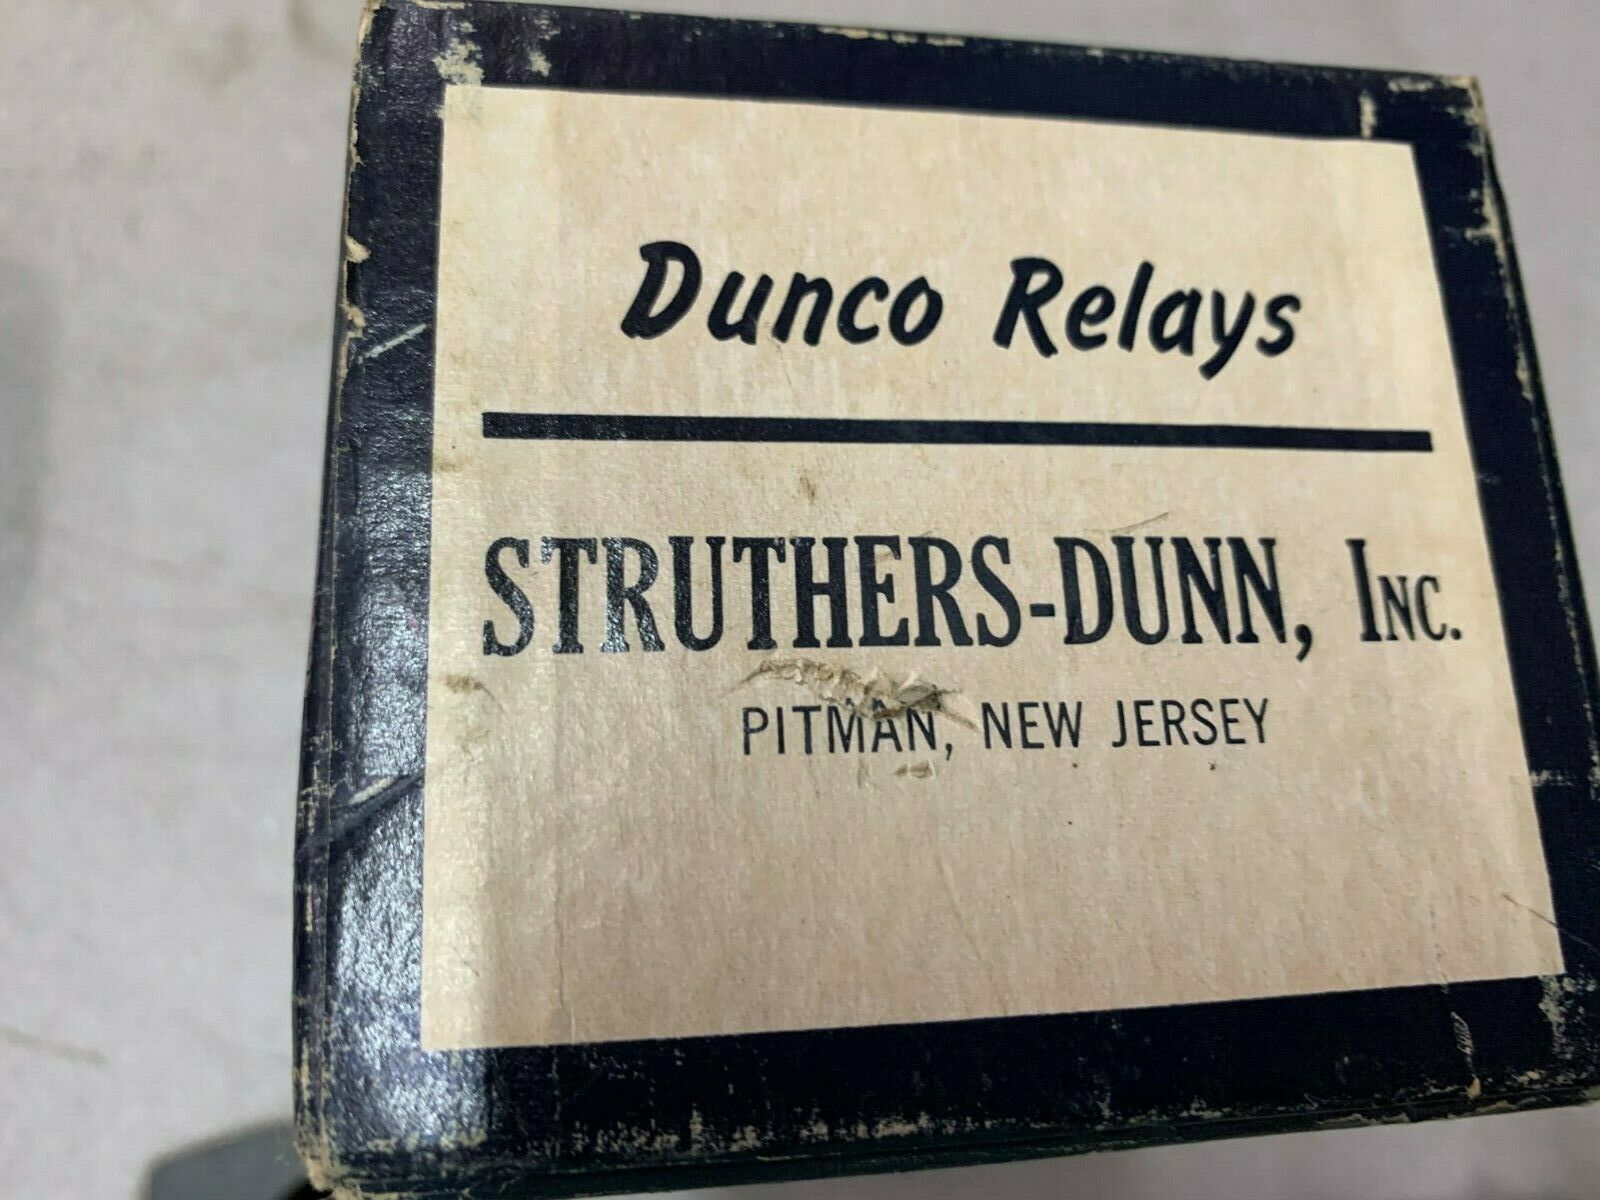 Dunco Relays
STRUTHERS-DUNN, INC.
PITMAN, NEW JERSEY